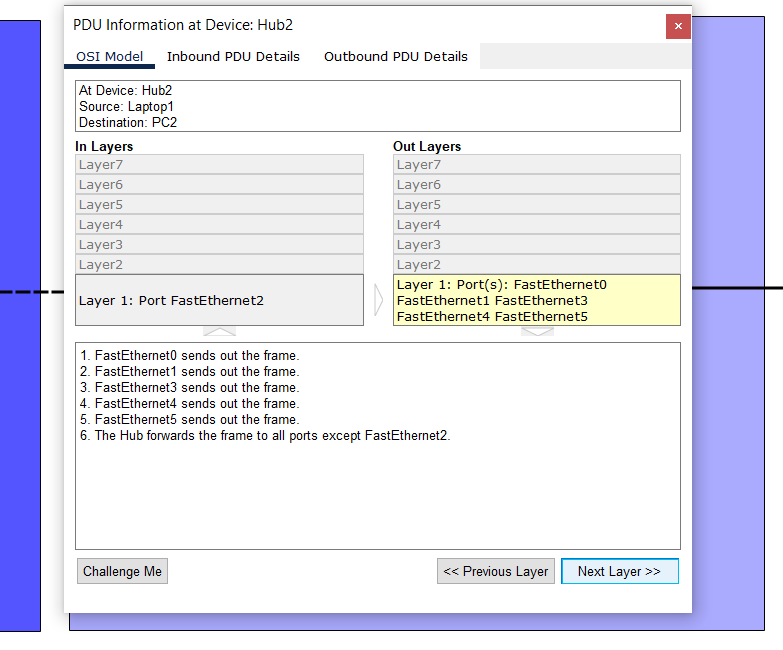 PDU Information at Device: Hub2
OSI Model
Inbound PDU Details
Outbound PDU Details
At Device: Hub2
Source: Laptop1
Destination: PC2
In Layers
Layer7
Layer6
Layer5
Layer4
Layer3
Layer2
Layer 1: Port FastEthernet2
Out Layers
Layer7
Layer6
Layer5
Layer4
Layer3
Layer2
Layer 1: Port(s): FastEthernet0
FastEthernet1 FastEthernet3
FastEthernet4 FastEthernet5
1. FastEthernet0 sends out the frame.
2. FastEthernet1 sends out the frame.
3. FastEthernet3 sends out the frame.
4. FastEthernet4 sends out the frame.
5. FastEthernet5 sends out the frame.
6. The Hub forwards the frame to all ports except FastEthernet2.
Challenge Me
<< Previous Layer
Next Layer >>